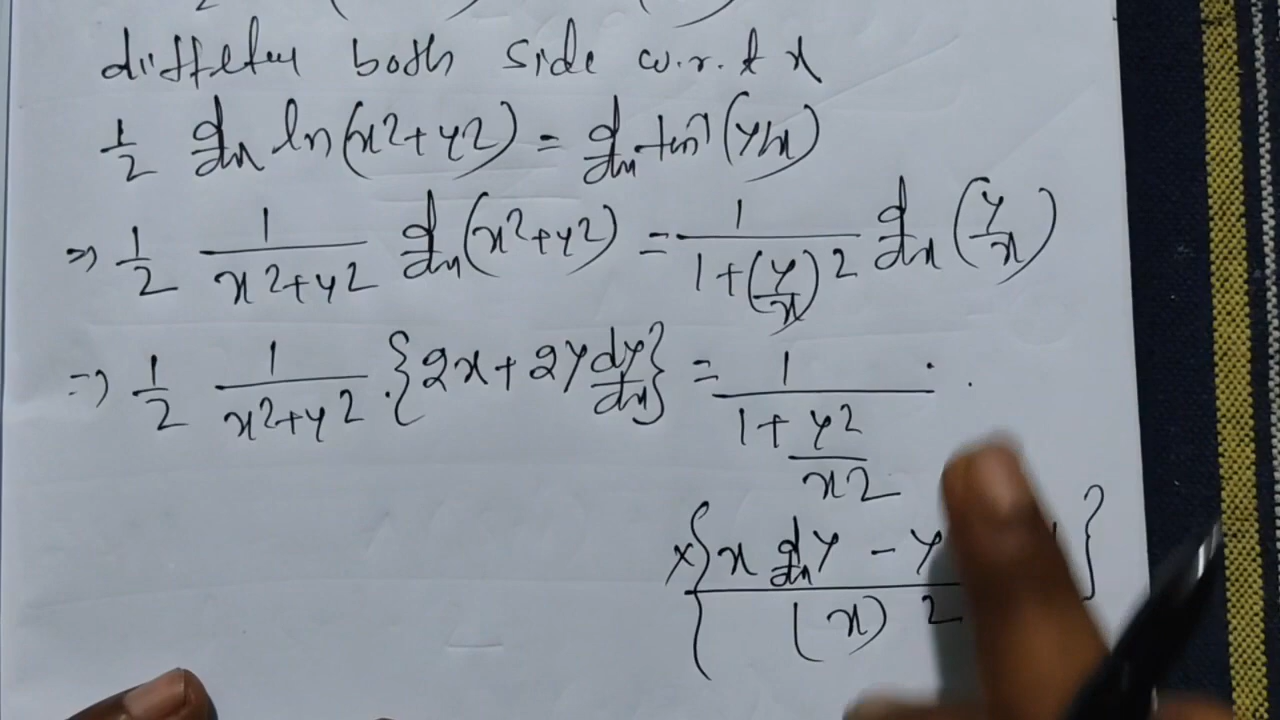 differen both side w.r.t x
1/2 d/dx ln(x2+y2) = d/dx tan⁻¹(y/x)
⇒ 1/2 1/(x2+y2) d/dx(x²+y2) = 1/(1+(y/x)2) d/dx (y/x)
⇒ 1/2 1/(x2+y2) . {2x+2y dy/dx} = 1/(1+y2/x2) .
x{(x d/dx y - y)/(x)2}